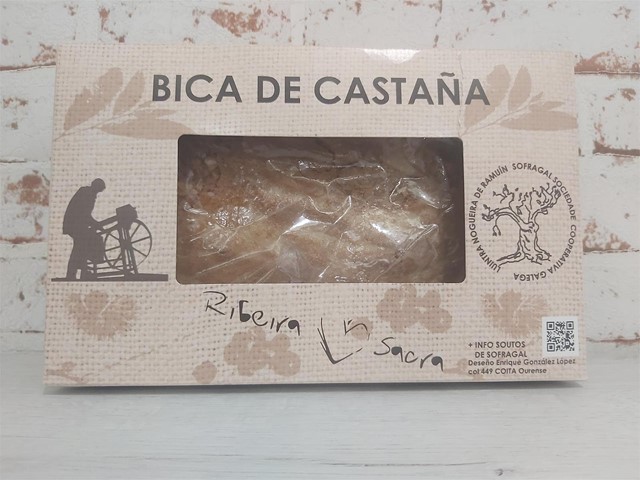 BICA DE CASTAÑA
LUINTRA NOGUEIRA DE RAMUÍN SOFRAGAL SOCIEDADE COOPERATIVA GALEGA
Ribeira
Sacra
+ INFO SOUTOS
DE SOFRAGAL
Deseño Enrique González López
col 449 COITA Ourense